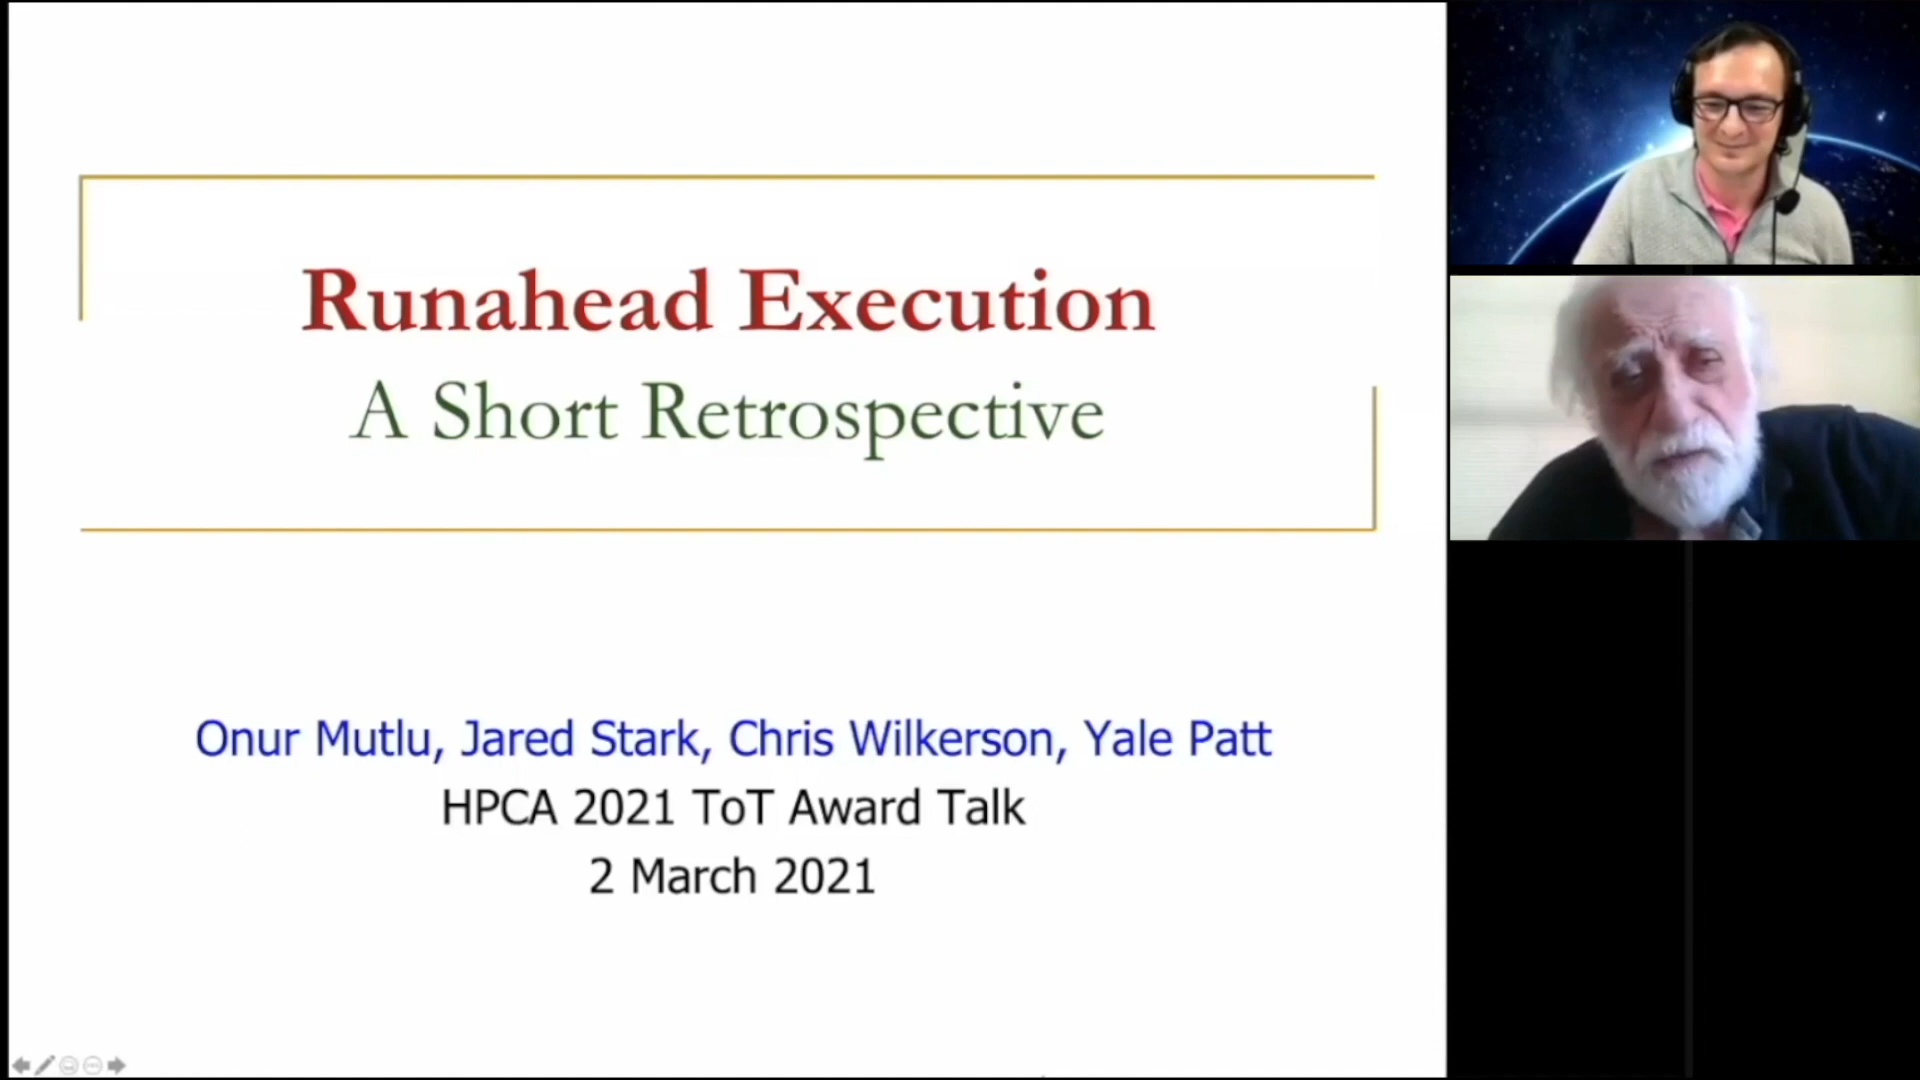 Runahead Execution
A Short Retrospective
Onur Mutlu, Jared Stark, Chris Wilkerson, Yale Patt
HPCA 2021 ToT Award Talk
2 March 2021